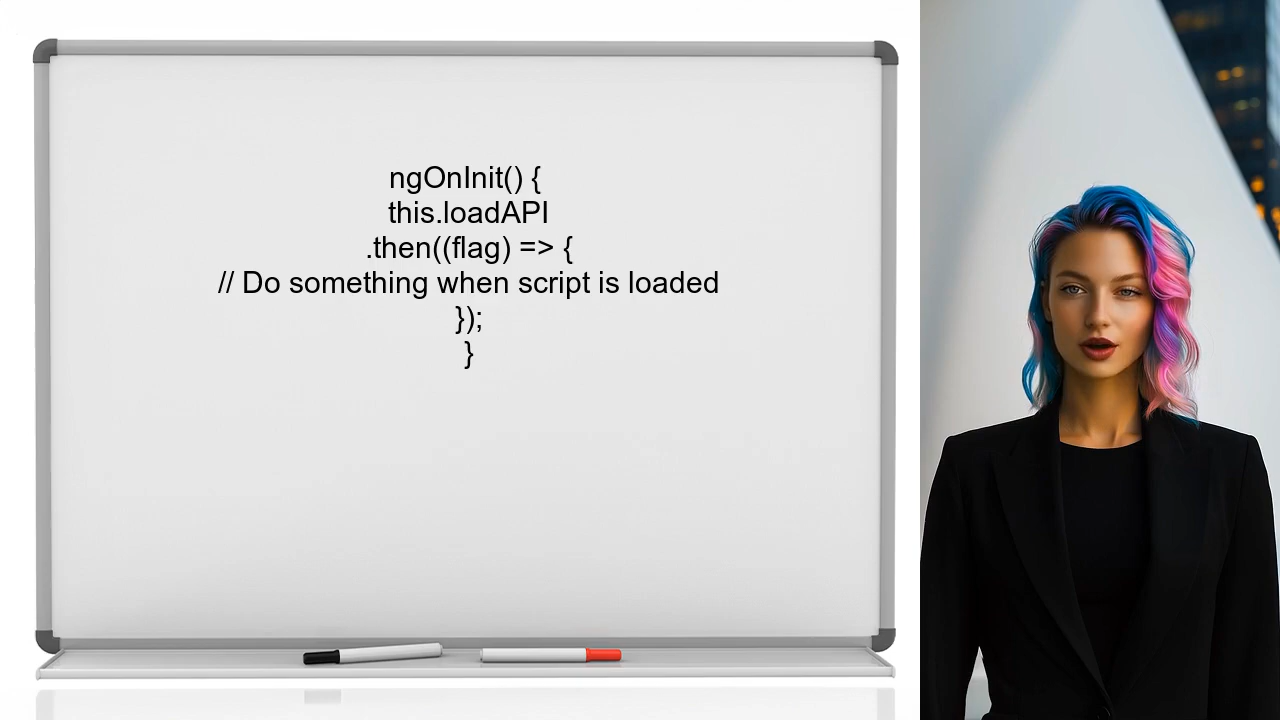 ngOnInit() {
this.loadAPI
.then((flag) => {
// Do something when script is loaded
});
}